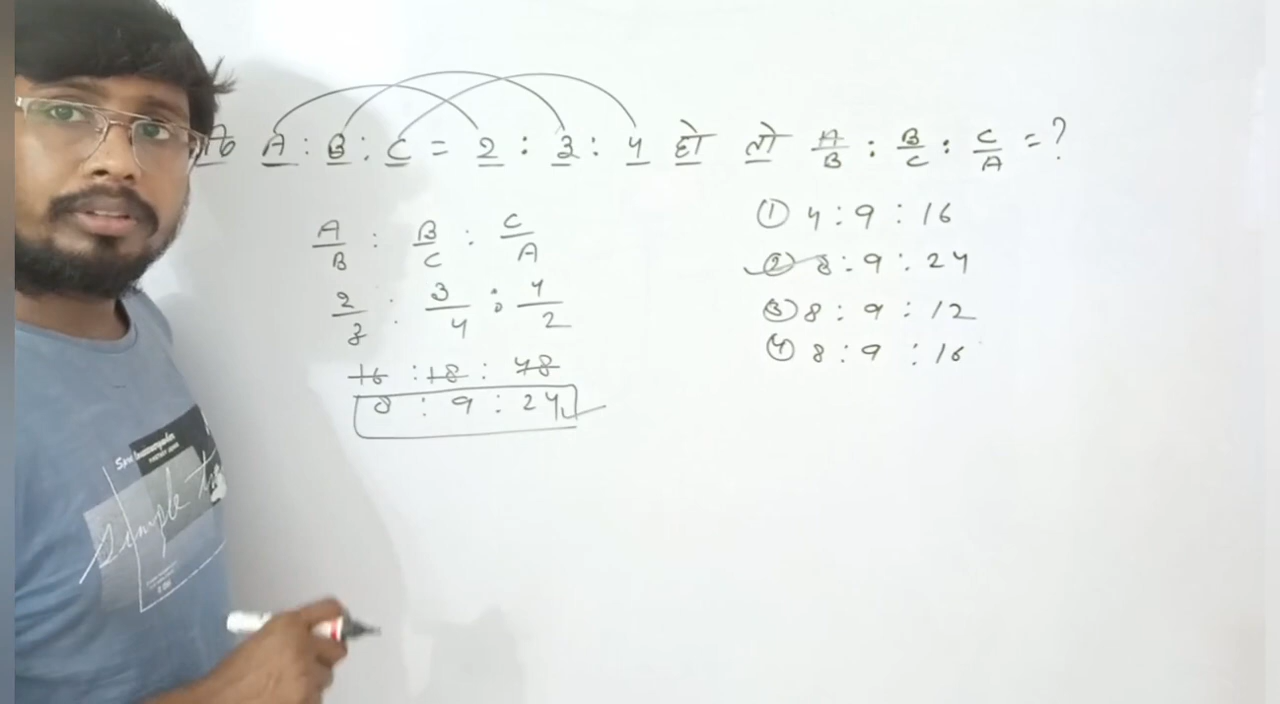 A : B : C = 2 : 3 : 4 हो तो A/B : B/C : C/A = ?
A/B : B/C : C/A
2/3 : 3/4 : 4/2
16 : 18 : 48
8 : 9 : 24
① 4 : 9 : 16
② 8 : 9 : 24
③ 8 : 9 : 12
④ 8 : 9 : 16
simple